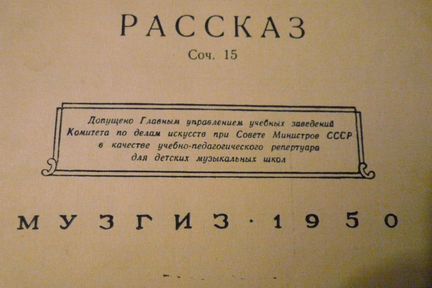 РАССКАЗ
Соч. 15
Допущено Главным управлением учебных заведений
Комитета по делам искусств при Совете Министров СССР
в качестве учебно-педагогического репертуара
для детских музыкальных школ
МУЗГИЗ · 1950